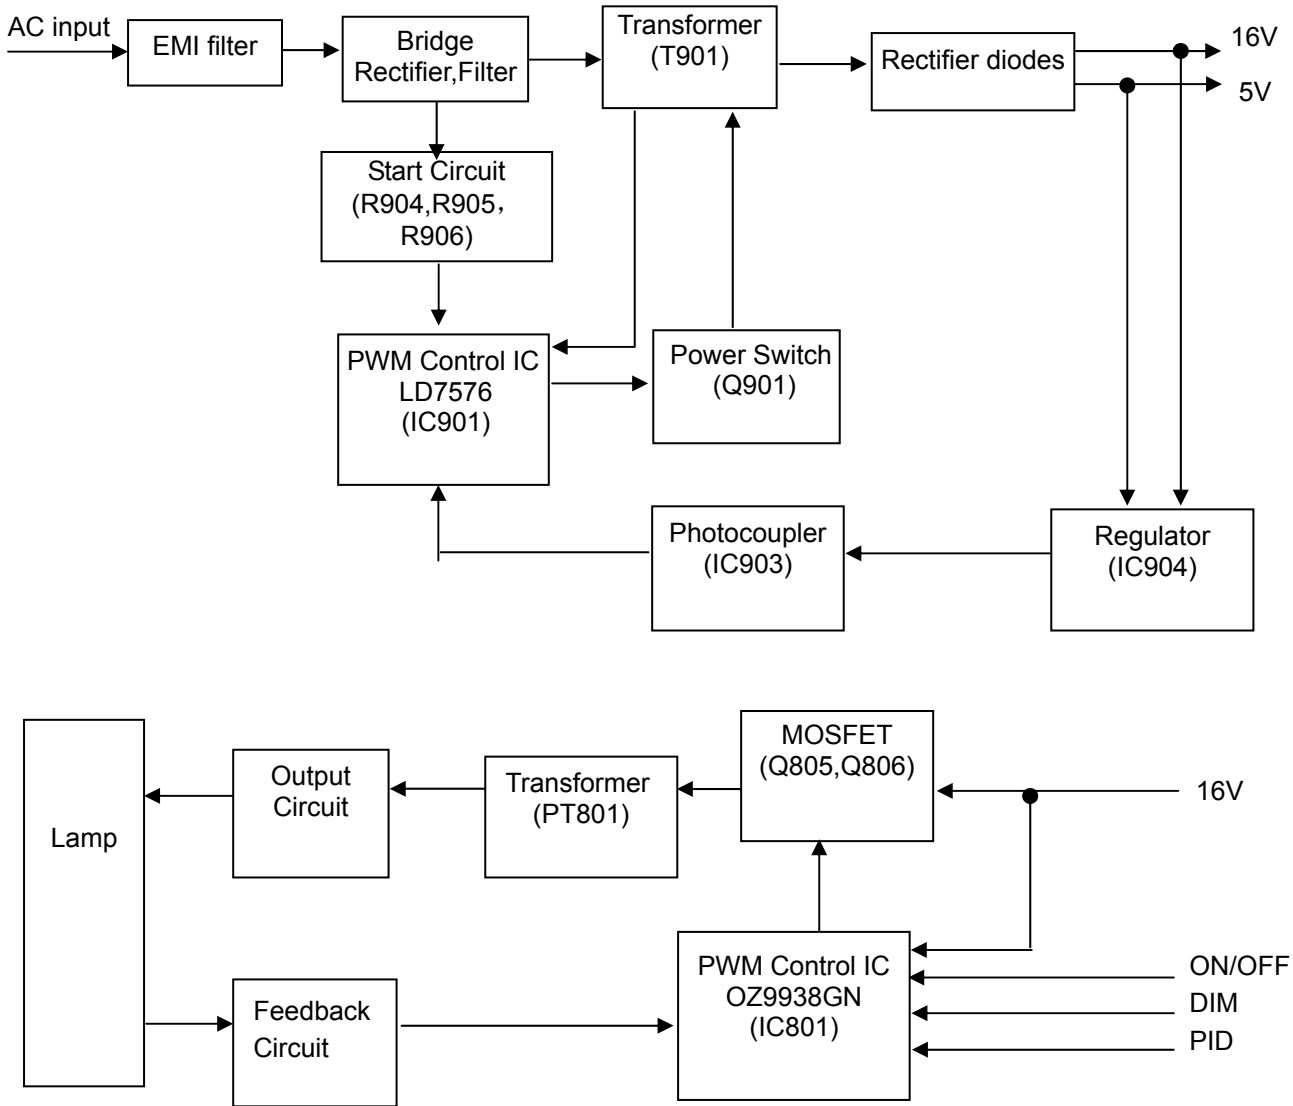 AC input
EMI filter
Bridge
Rectifier,Filter
Transformer
(T901)
Rectifier diodes
16V
5V
Start Circuit
(R904,R905，
R906)
PWM Control IC
LD7576
(IC901)
Power Switch
(Q901)
Photocoupler
(IC903)
Regulator
(IC904)
Lamp
Output
Circuit
Transformer
(PT801)
MOSFET
(Q805,Q806)
16V
Feedback
Circuit
PWM Control IC
OZ9938GN
(IC801)
ON/OFF
DIM
PID